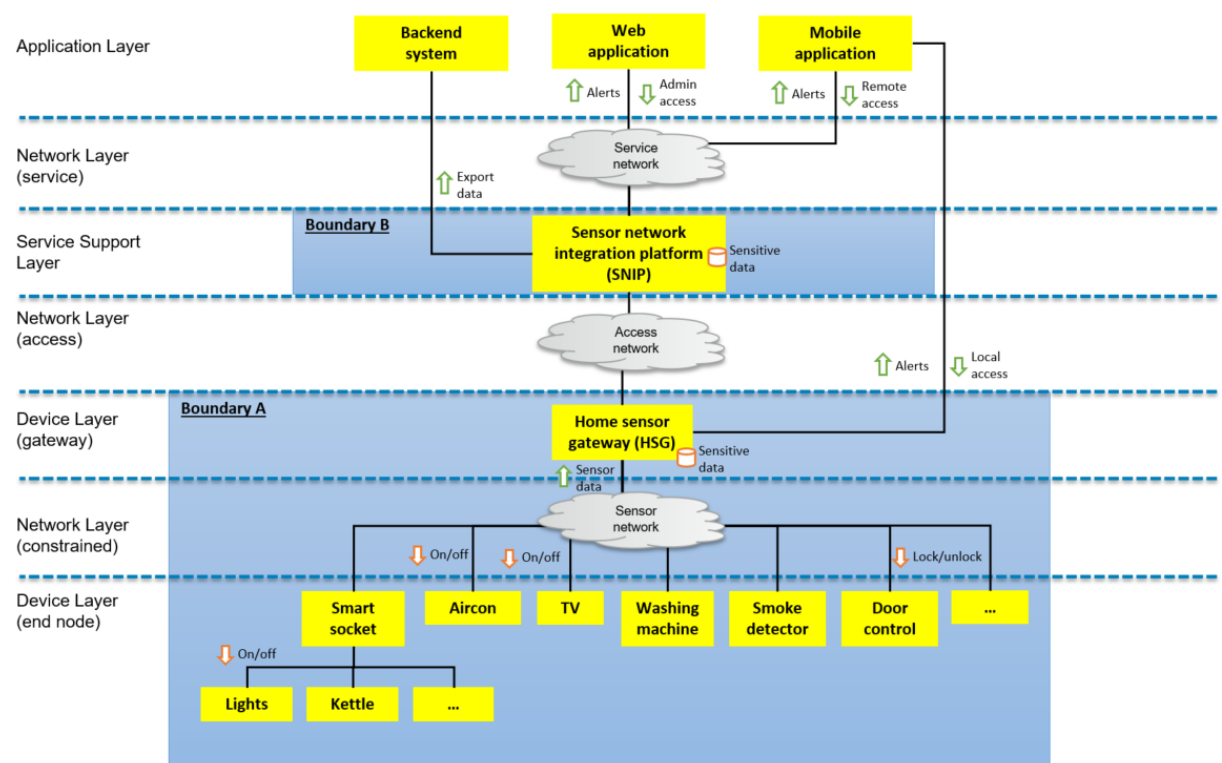 Application Layer
Backend
system
Web
application
Mobile
application
Alerts
Admin
access
Alerts
Remote
access
Network Layer
(service)
Service
network
Export
data
Boundary B
Service Support
Layer
Sensor network
integration platform
(SNIP)
Sensitive
data
Network Layer
(access)
Access
network
Alerts
Local
access
Boundary A
Device Layer
(gateway)
Home sensor
gateway (HSG)
Sensitive
data
Sensor
data
Network Layer
(constrained)
Sensor
network
On/off
On/off
Lock/unlock
Device Layer
(end node)
Smart
socket
Aircon
TV
Washing
machine
Smoke
detector
Door
control
...
On/off
Lights
Kettle
...